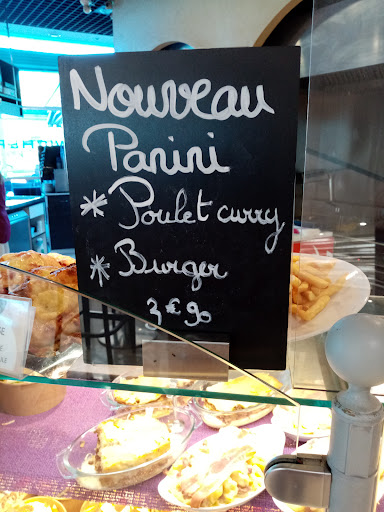 Nouveau
Panini
* Poulet curry
* Burger
3 € 90